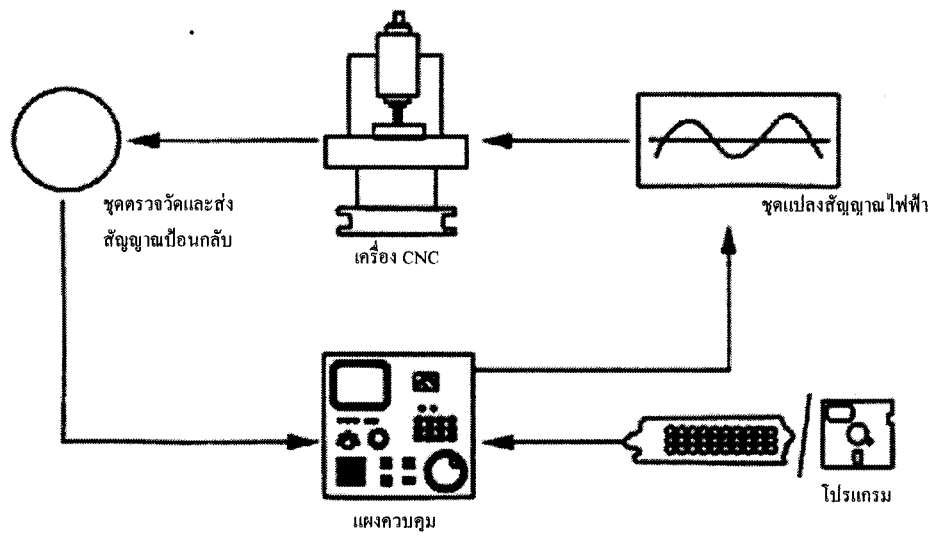 ชุดตรวจวัดและส่ง
สัญญาณป้อนกลับ
เครื่อง CNC
ชุดแปลงสัญญาณไฟฟ้า
แผงควบคุม
โปรแกรม